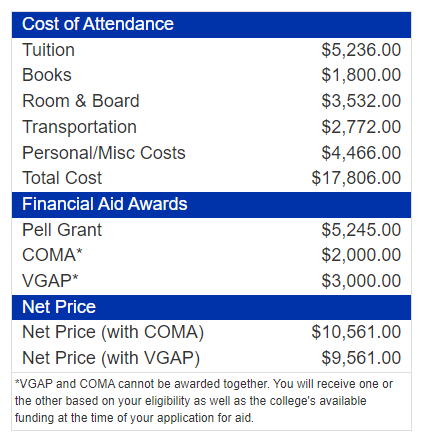 Cost of Attendance
Tuition $5,236.00
Books $1,800.00
Room & Board $3,532.00
Transportation $2,772.00
Personal/Misc Costs $4,466.00
Total Cost $17,806.00
Financial Aid Awards
Pell Grant $5,245.00
COMA* $2,000.00
VGAP* $3,000.00
Net Price
Net Price (with COMA) $10,561.00
Net Price (with VGAP) $9,561.00
*VGAP and COMA cannot be awarded together. You will receive one or
the other based on your eligibility as well as the college's available
funding at the time of your application for aid.